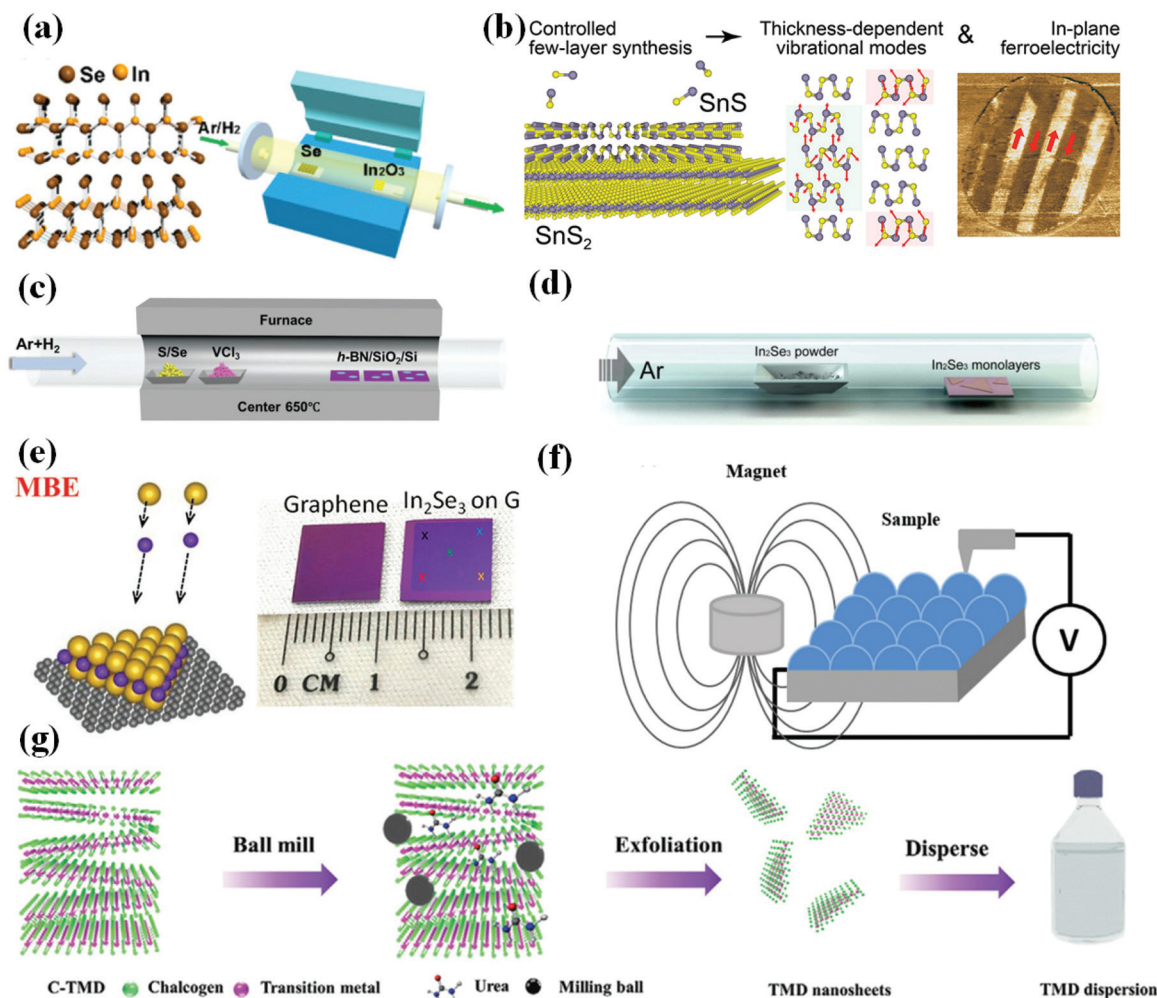 (a)
Se In
Ar/H₂
Se
In₂O₃
(b)
Controlled
few-layer synthesis
Thickness-dependent
vibrational modes
&
In-plane
ferroelectricity
SnS
SnS₂
(c)
Furnace
Ar+H₂
S/Se
VCl₃
h-BN/SiO₂/Si
Center 650℃
(d)
Ar
In₂Se₃ powder
In₂Se₃ monolayers
(e)
MBE
Graphene
In₂Se₃ on G
x x
x
x x
0 CM 1 2
(f)
Magnet
Sample
V
(g)
Ball mill
Exfoliation
Disperse
C-TMD Chalcogen Transition metal Urea Milling ball
TMD nanosheets
TMD dispersion